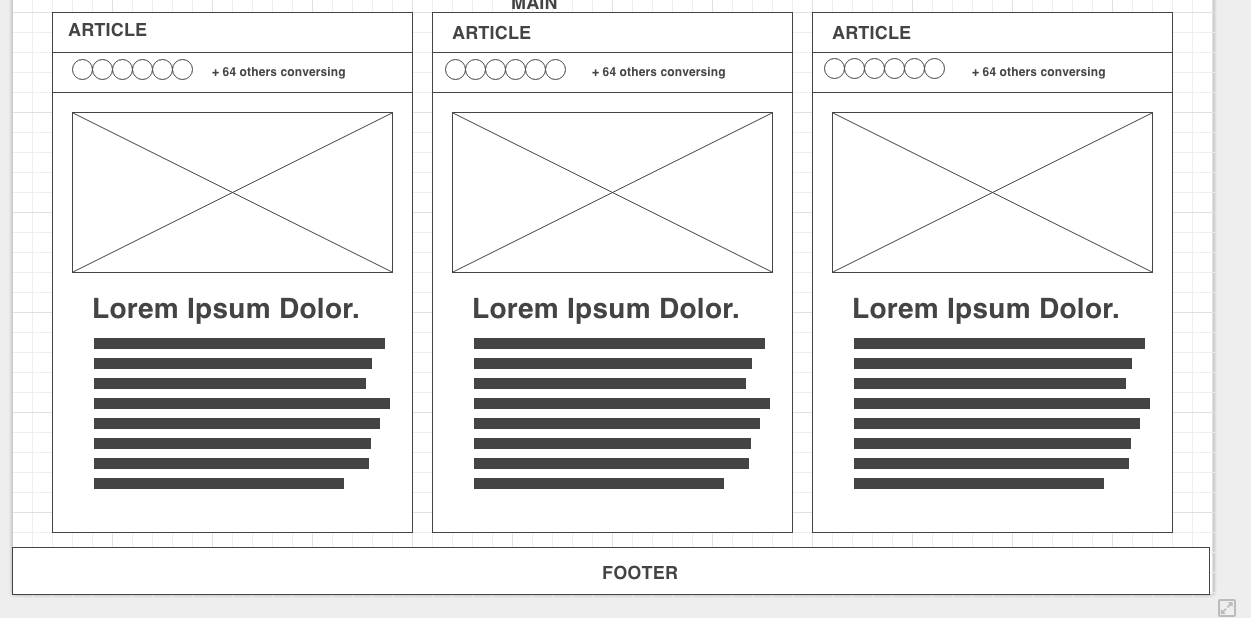 MAIN
ARTICLE
+ 64 others conversing
Lorem Ipsum Dolor.
ARTICLE
+ 64 others conversing
Lorem Ipsum Dolor.
ARTICLE
+ 64 others conversing
Lorem Ipsum Dolor.
FOOTER